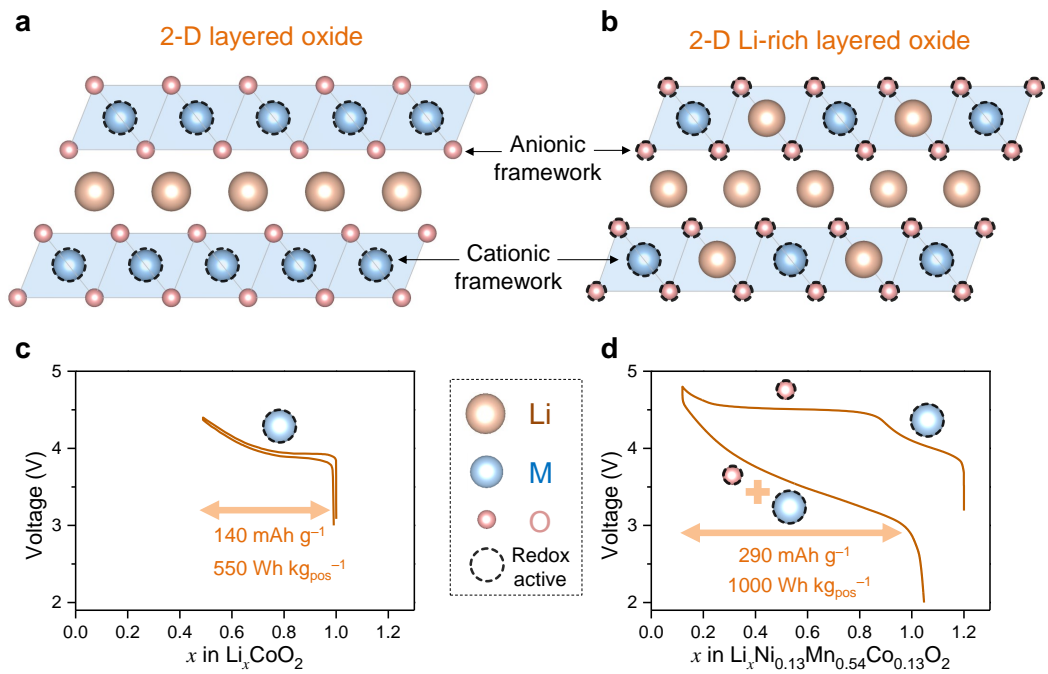 a
2-D layered oxide
b
2-D Li-rich layered oxide
Anionic
framework
Cationic
framework
c
5
4
3
2
Voltage (V)
140 mAh g⁻¹
550 Wh kgpos⁻¹
0.0 0.2 0.4 0.6 0.8 1.0 1.2
x in LixCoO2
Li
M
O
Redox
active
d
5
4
3
2
Voltage (V)
290 mAh g⁻¹
1000 Wh kgpos⁻¹
0.0 0.2 0.4 0.6 0.8 1.0 1.2
x in LixNi0.13Mn0.54Co0.13O2